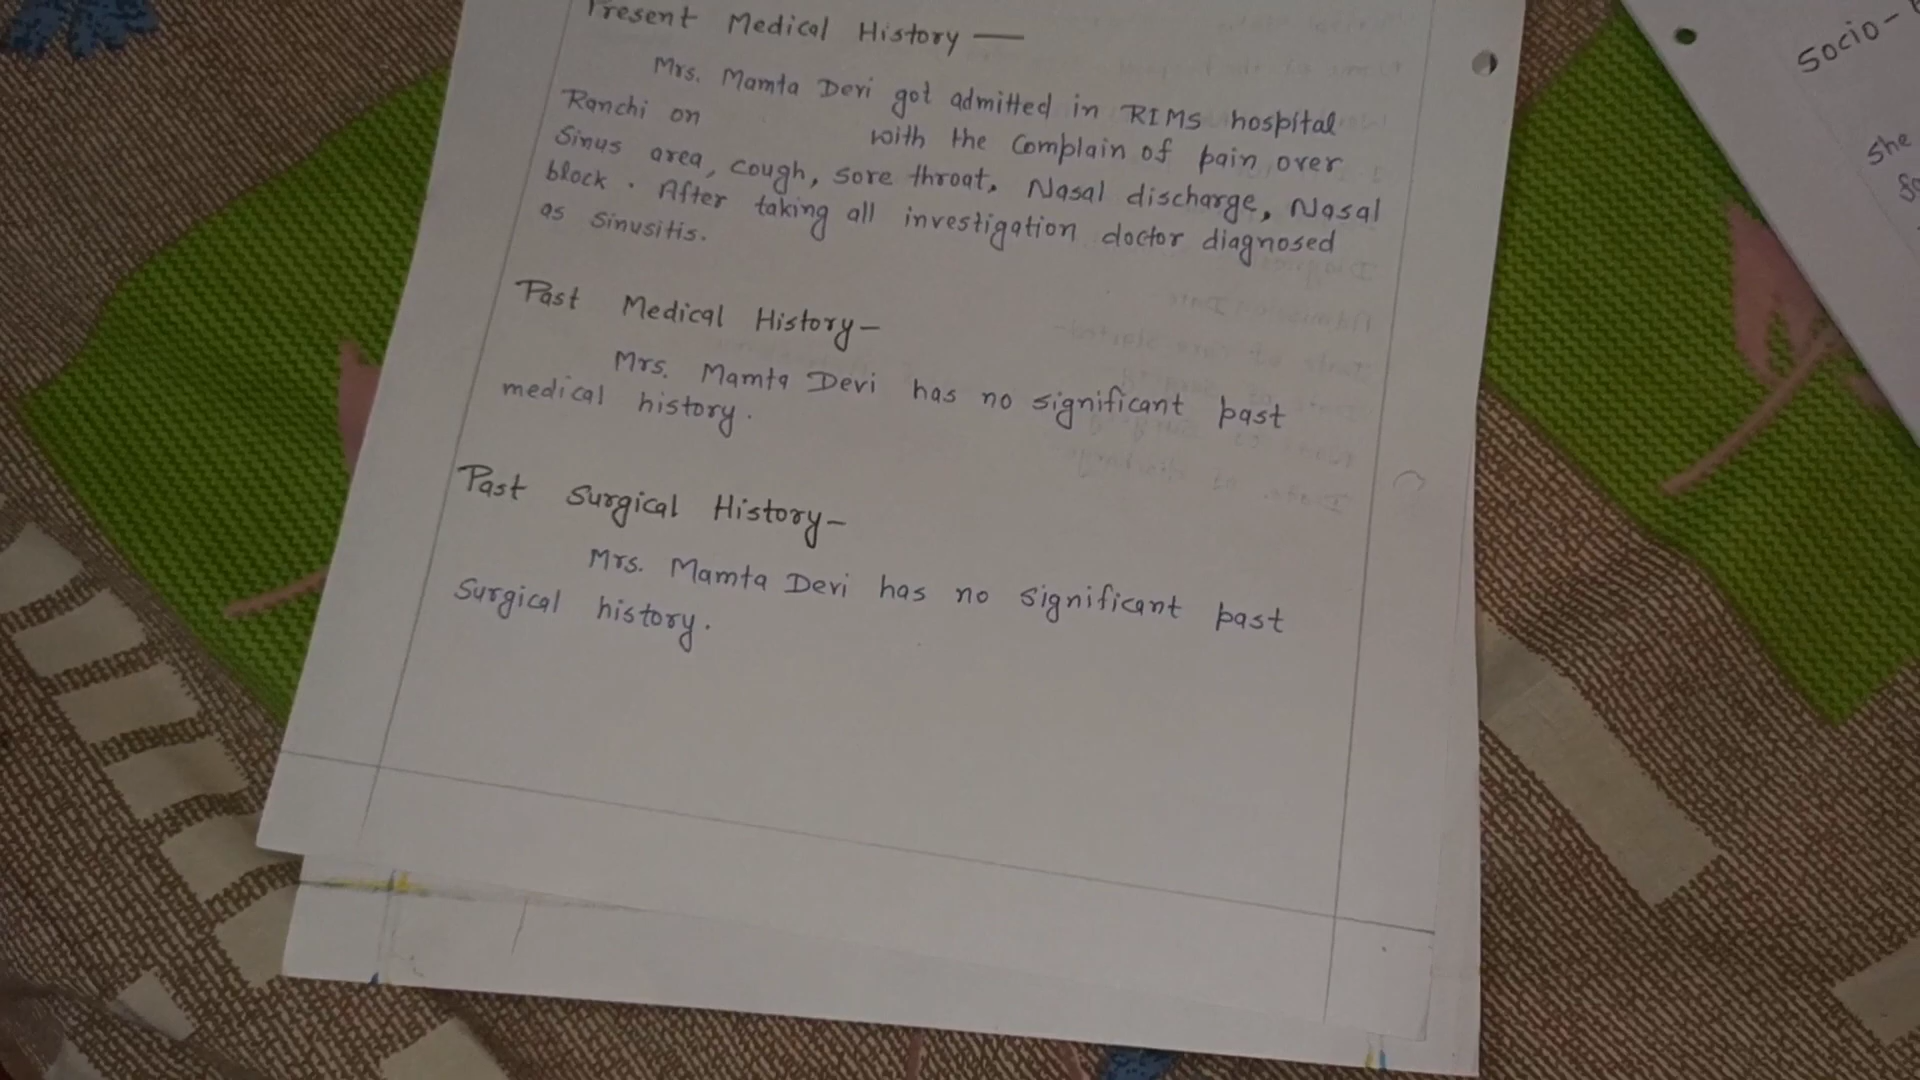 Present Medical History —
Mrs. Mamta Devi got admitted in RIMS hospital
Ranchi on with the Complain of pain over
Sinus area, cough, sore throat, Nasal discharge, Nasal
block. After taking all investigation doctor diagnosed
as Sinusitis.
Past Medical History-
Mrs. Mamta Devi has no significant past
medical history.
Past Surgical History-
Mrs. Mamta Devi has no significant past
Surgical history.
Socio-
She